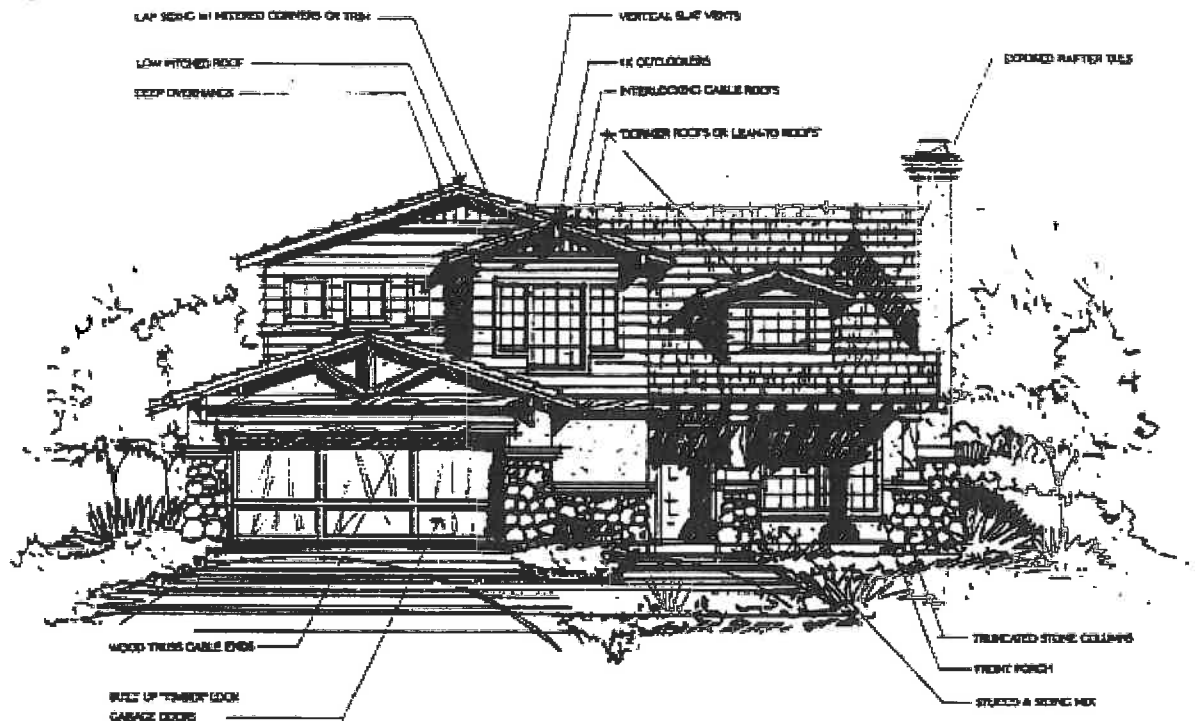 LAP SIDING W/ MITERED CORNERS OR TRIM
LOW PITCHED ROOF
DEEP OVERHANGS
VERTICAL SLAT VENTS
4X OUTLOOKERS
INTERLOCKING GABLE ROOFS
"DORMER ROOFS OR LEAN-TO ROOFS"
EXPOSED RAFTER TAILS
WOOD TRUSS GABLE ENDS
BUILT UP "TIMBER" LOOK
GARAGE DOORS
TRUNCATED STONE COLUMNS
FRONT PORCH
STUCCO & SIDING MIX